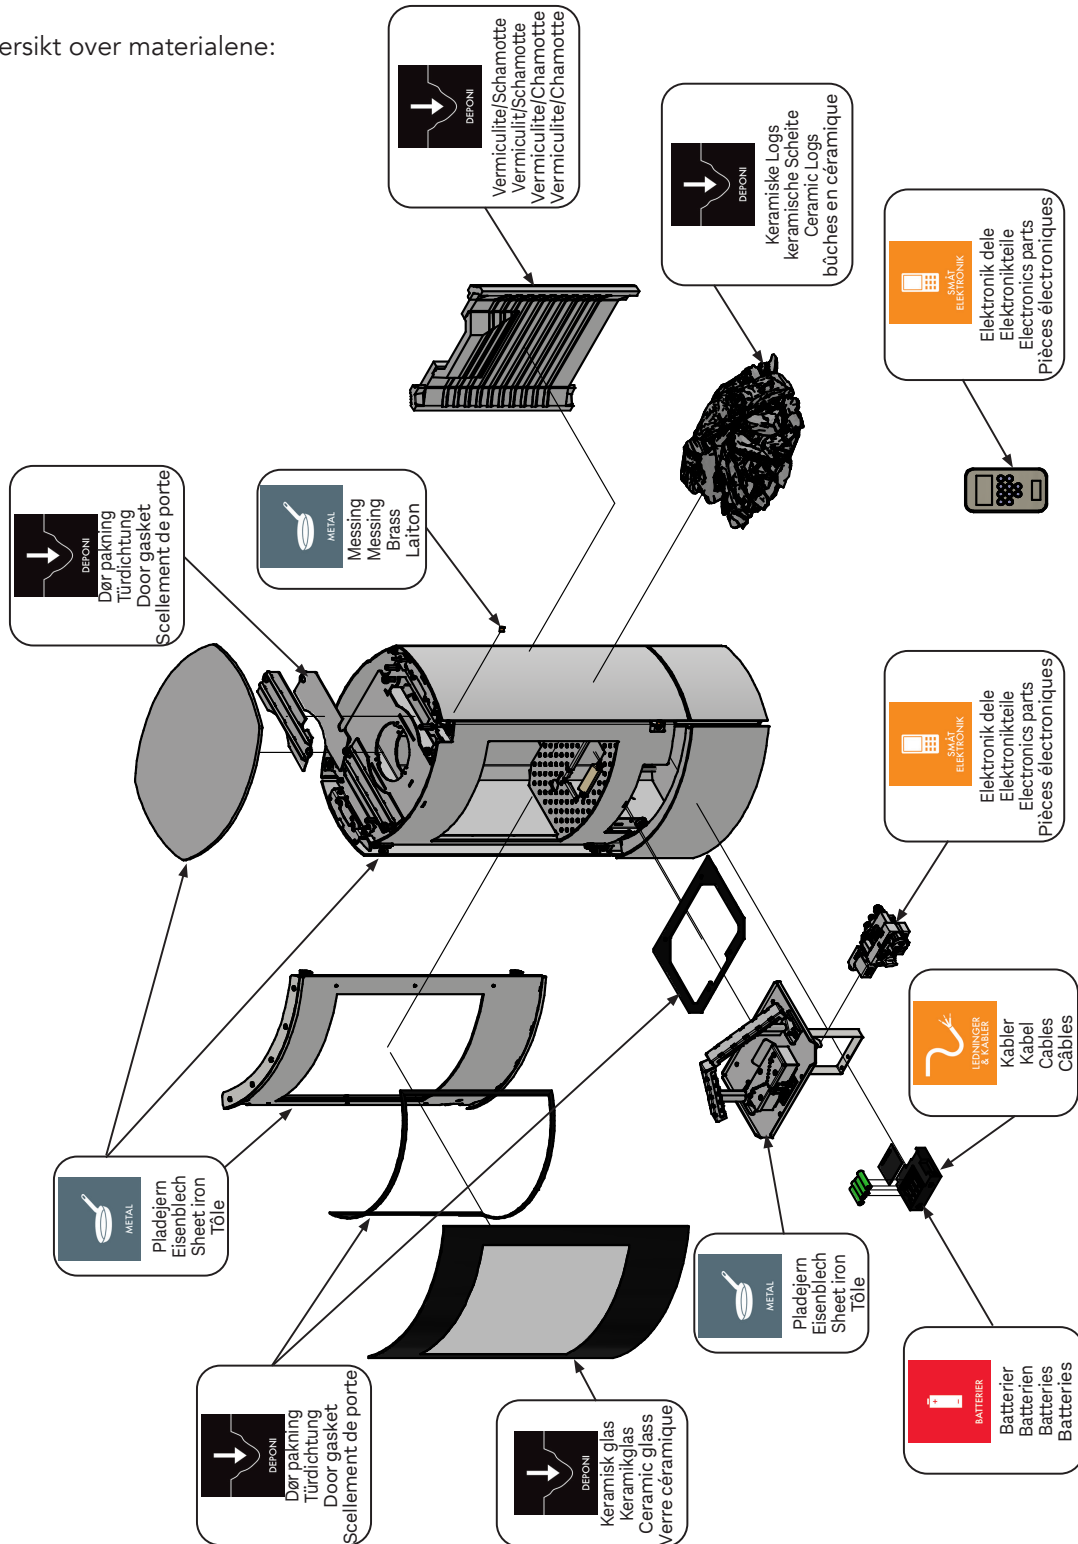 ersikt over materialene:
DEPONI
Vermiculite/Schamotte
Vermiculit/Schamotte
Vermiculite/Chamotte
Vermiculite/Chamotte
DEPONI
Keramiske Logs
keramische Scheite
Ceramic Logs
bûches en céramique
SMÅT
ELEKTRONIK
Elektronik dele
Elektronikteile
Electronics parts
Pièces électroniques
DEPONI
Dør pakning
Türdichtung
Door gasket
Scellement de porte
METAL
Messing
Messing
Brass
Laiton
SMÅT
ELEKTRONIK
Elektronik dele
Elektronikteile
Electronics parts
Pièces électroniques
LEDNINGER
& KABLER
Kabler
Kabel
Cables
Câbles
METAL
Pladejern
Eisenblech
Sheet iron
Tôle
METAL
Pladejern
Eisenblech
Sheet iron
Tôle
DEPONI
Dør pakning
Türdichtung
Door gasket
Scellement de porte
DEPONI
Keramisk glas
Keramikglas
Ceramic glass
Verre céramique
BATTERIER
Batterier
Batterien
Batteries
Batteries